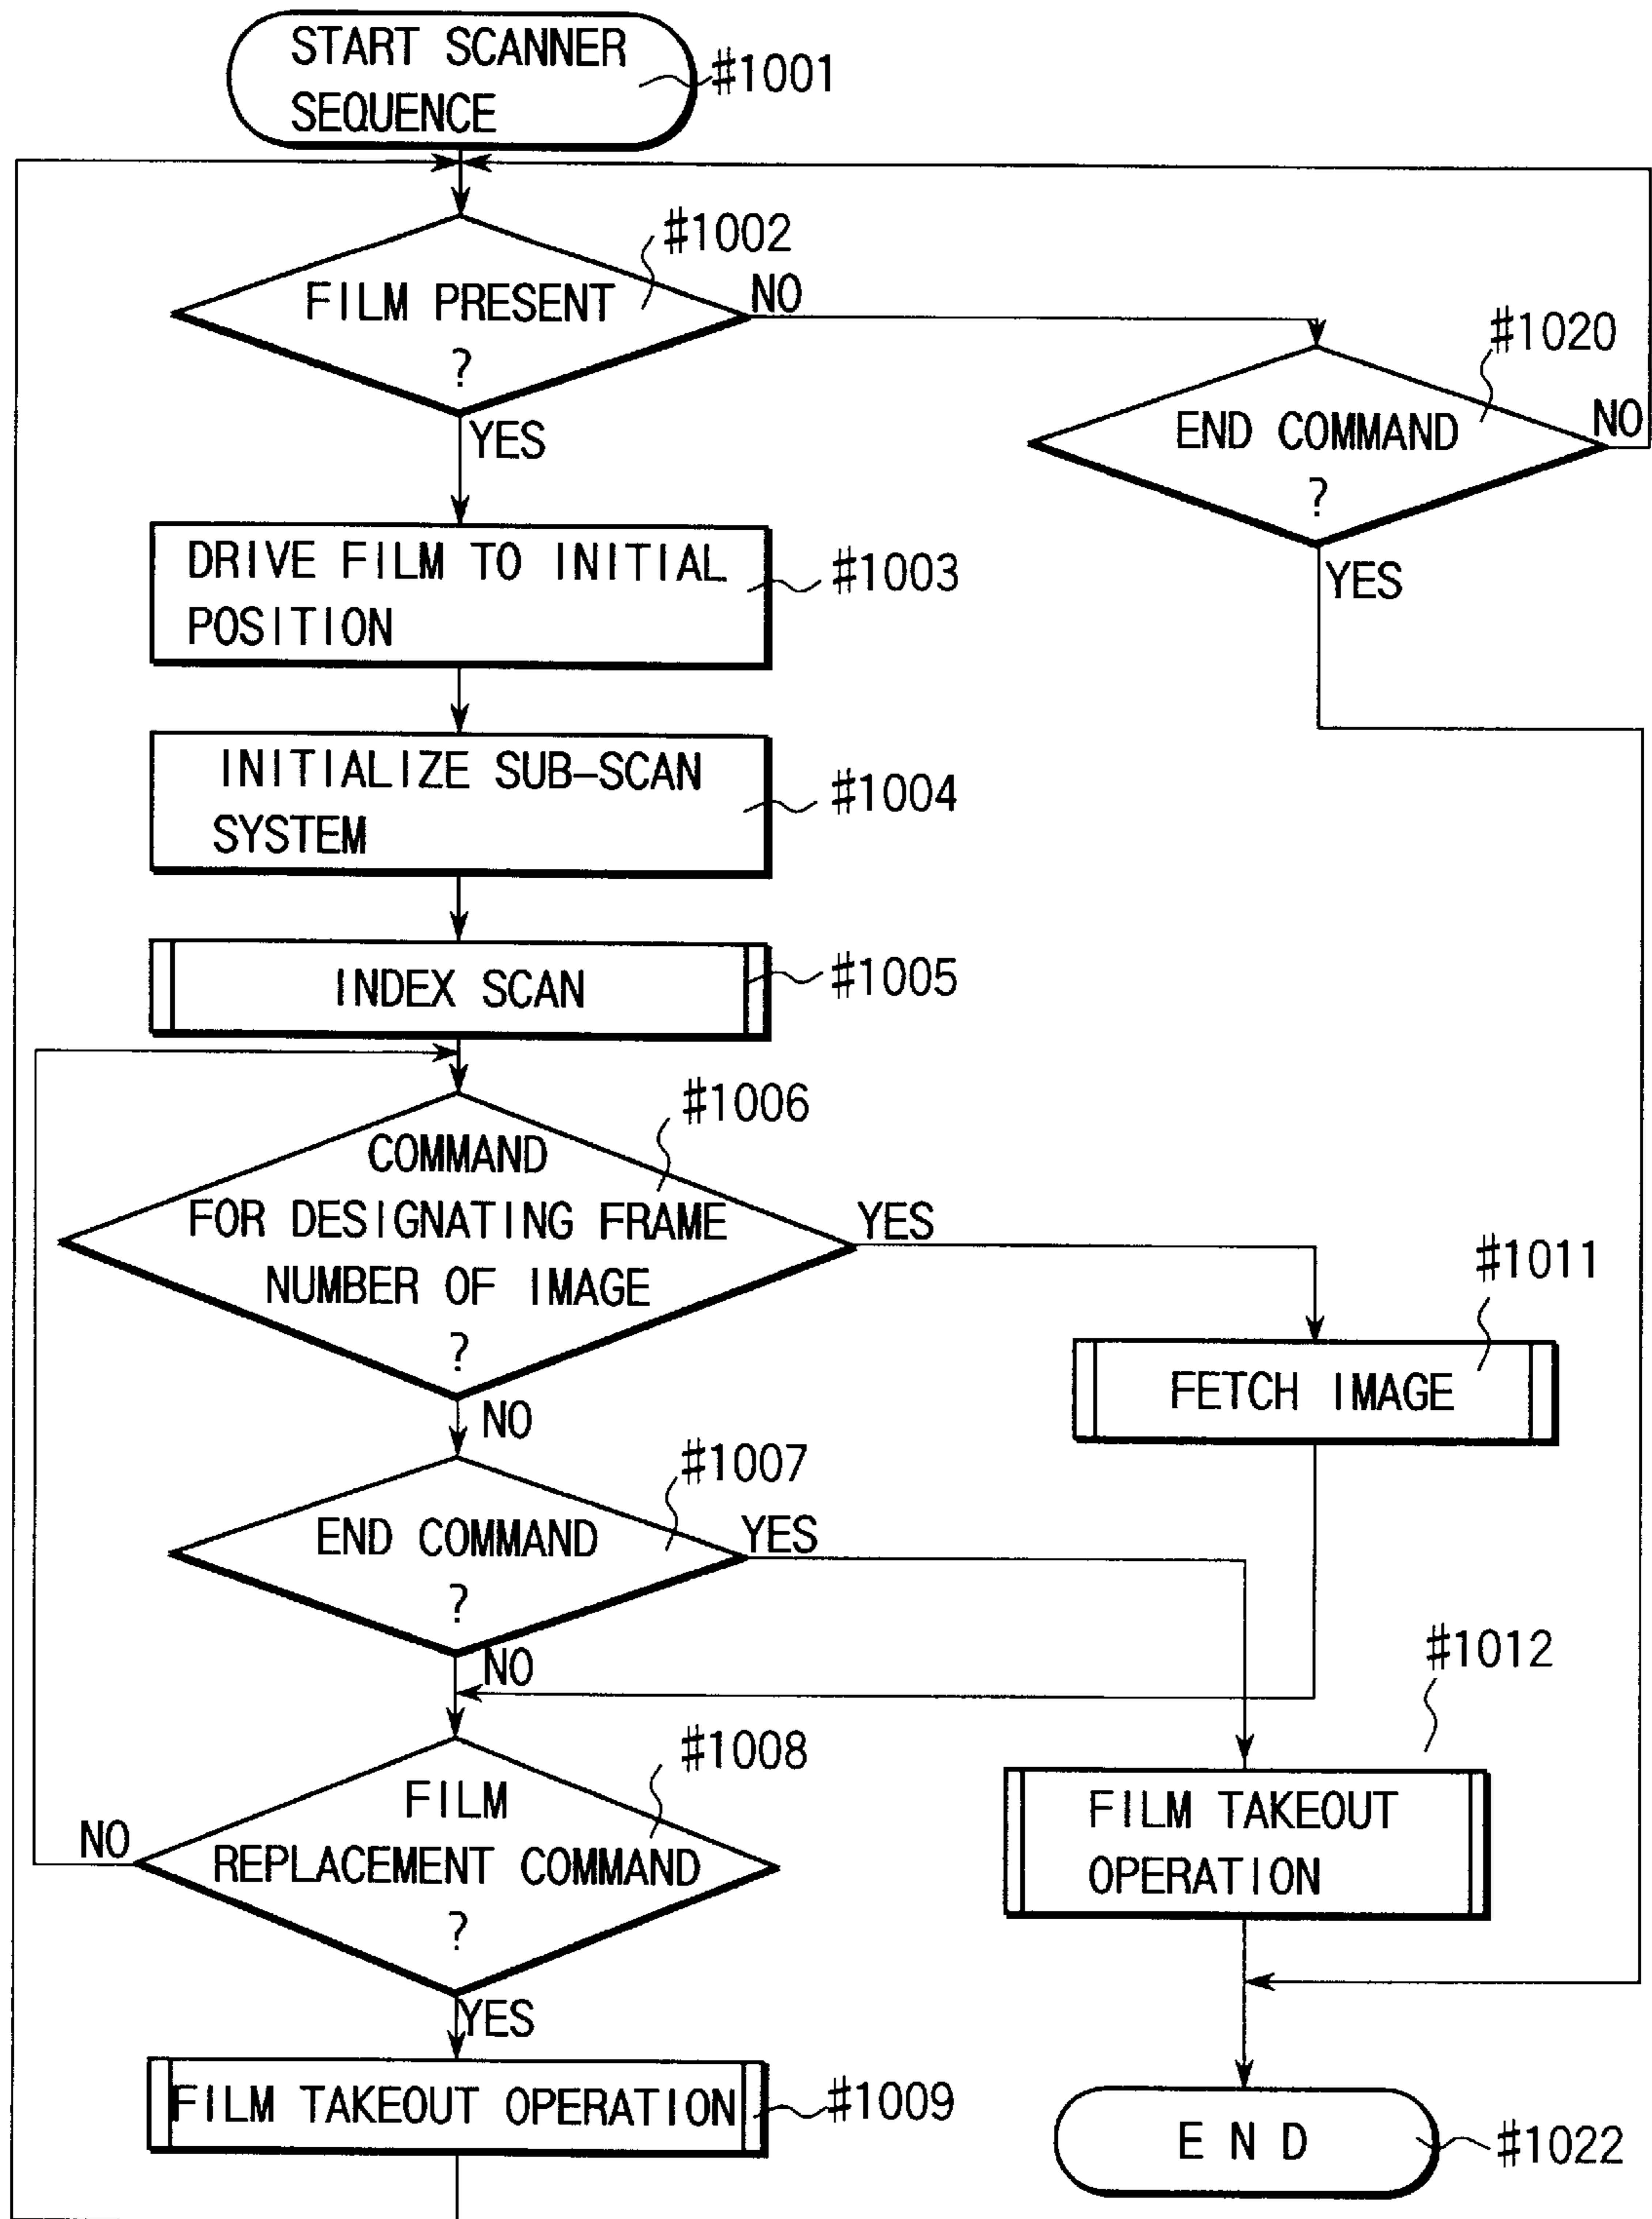 START SCANNER
SEQUENCE
#1001
#1002
FILM PRESENT
?
NO
YES
#1020
END COMMAND
?
NO
YES
DRIVE FILM TO INITIAL
POSITION
#1003
INITIALIZE SUB-SCAN
SYSTEM
#1004
INDEX SCAN
#1005
#1006
COMMAND
FOR DESIGNATING FRAME
NUMBER OF IMAGE
?
YES
NO
#1011
FETCH IMAGE
#1007
END COMMAND
?
YES
NO
#1012
FILM TAKEOUT
OPERATION
#1008
FILM
REPLACEMENT COMMAND
?
NO
YES
FILM TAKEOUT OPERATION
#1009
END
#1022